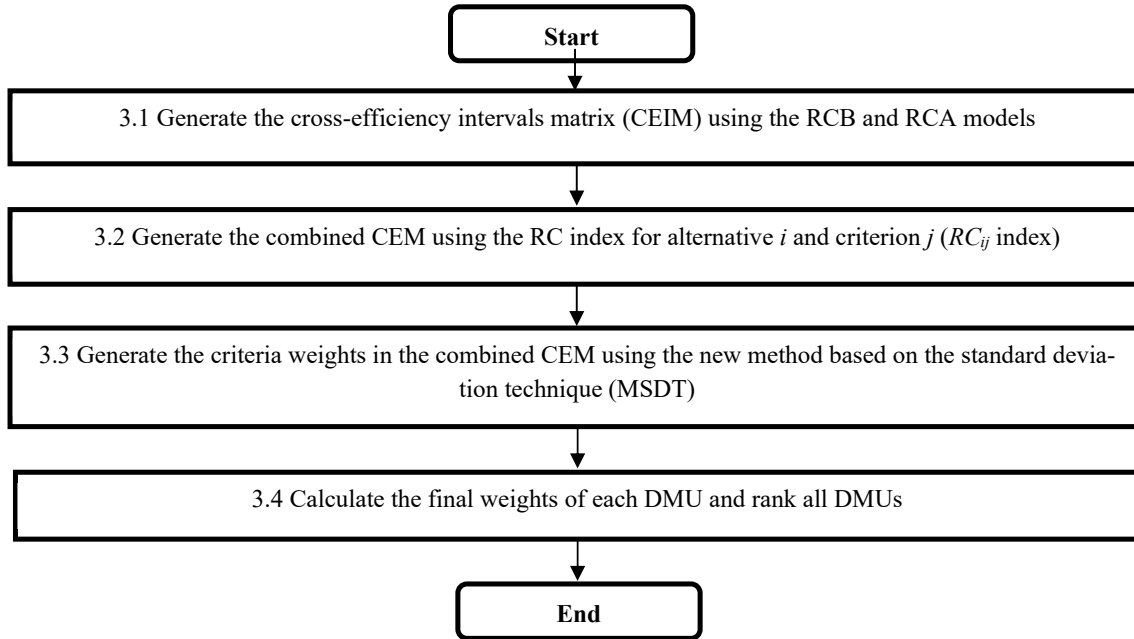 Start
3.1 Generate the cross-efficiency intervals matrix (CEIM) using the RCB and RCA models
3.2 Generate the combined CEM using the RC index for alternative i and criterion j (RCij index)
3.3 Generate the criteria weights in the combined CEM using the new method based on the standard devia-
tion technique (MSDT)
3.4 Calculate the final weights of each DMU and rank all DMUs
End